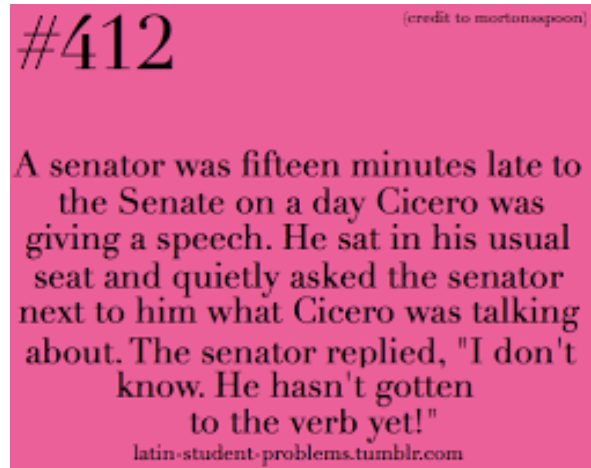 #412
(credit to mortonsspoon)
A senator was fifteen minutes late to
the Senate on a day Cicero was
giving a speech. He sat in his usual
seat and quietly asked the senator
next to him what Cicero was talking
about. The senator replied, "I don't
know. He hasn't gotten
to the verb yet!"
latin-student-problems.tumblr.com